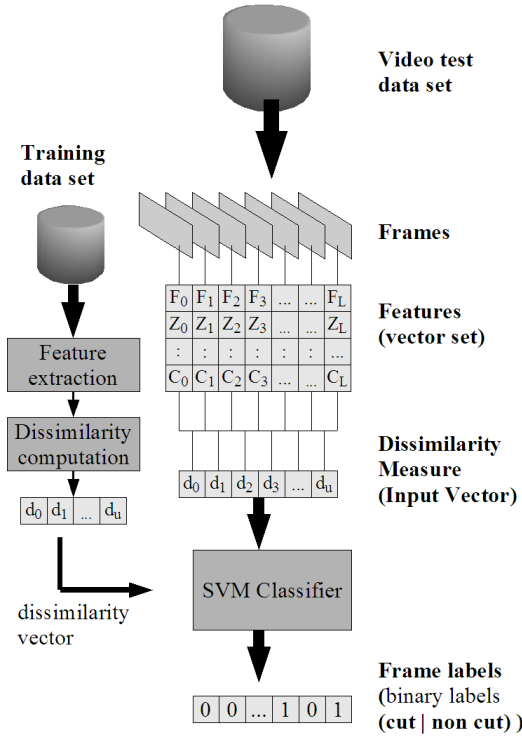 Video test
data set
Training
data set
Frames
F0 F1 F2 F3 ... ... FL
Z0 Z1 Z2 Z3 ... ... ZL
: : : : ...
C0 C1 C2 C3 ... ... CL
Features
(vector set)
Feature
extraction
Dissimilarity
computation
d0 d1 ... du
Dissimilarity
Measure
(Input Vector)
d0 d1 d2 d3 ... du
SVM Classifier
dissimilarity
vector
Frame labels
(binary labels
(cut | non cut) )
0 0 ... 1 0 1